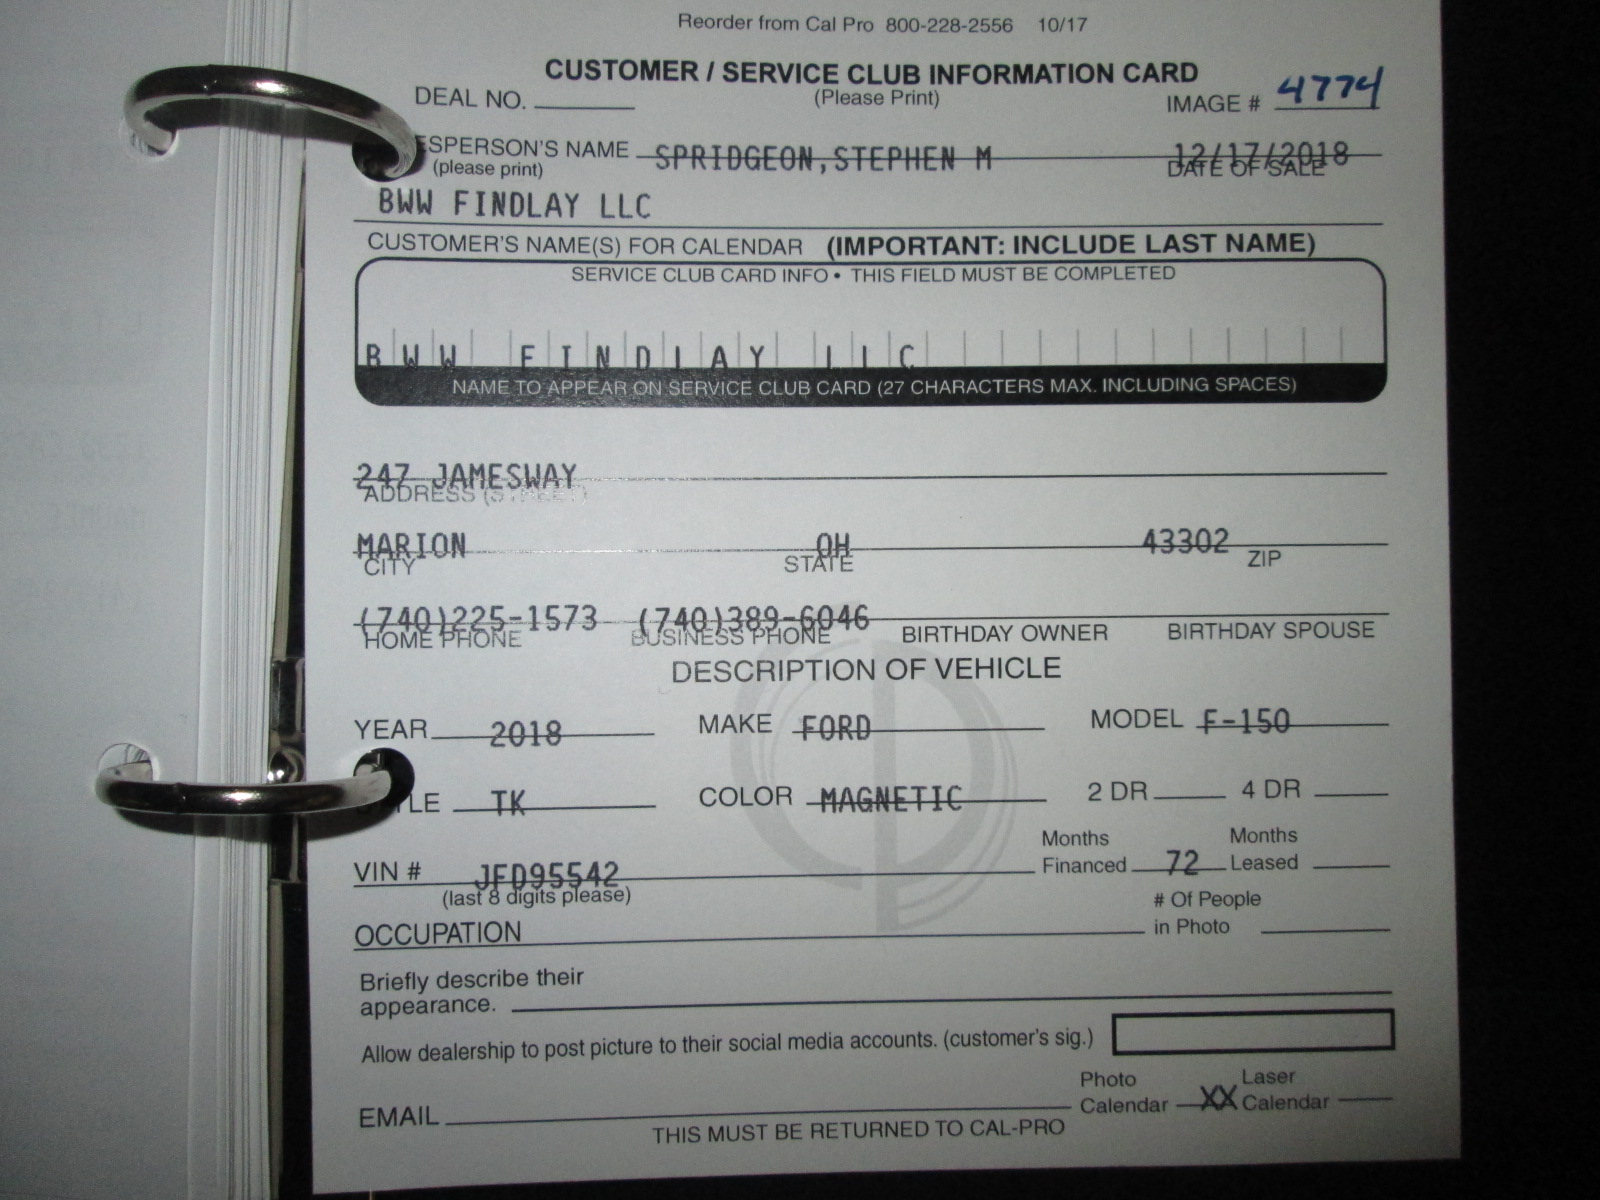 Reorder from Cal Pro 800-228-2556 10/17
CUSTOMER / SERVICE CLUB INFORMATION CARD
DEAL NO. (Please Print) IMAGE # 4774
ESPERSON'S NAME SPRIDGEON,STEPHEN M 12/17/2018
(please print) DATE OF SALE
BWW FINDLAY LLC
CUSTOMER'S NAME(S) FOR CALENDAR (IMPORTANT: INCLUDE LAST NAME)
SERVICE CLUB CARD INFO • THIS FIELD MUST BE COMPLETED
BWW FINDLAY LLC
NAME TO APPEAR ON SERVICE CLUB CARD (27 CHARACTERS MAX. INCLUDING SPACES)
247 JAMESWAY
ADDRESS (STREET)
MARION OH 43302
CITY STATE ZIP
(740)225-1573 (740)389-6046
HOME PHONE BUSINESS PHONE BIRTHDAY OWNER BIRTHDAY SPOUSE
DESCRIPTION OF VEHICLE
YEAR 2018 MAKE FORD MODEL F-150
YLE TK COLOR MAGNETIC 2 DR 4 DR
Months Months
VIN # JFD95542 Financed 72 Leased
(last 8 digits please) # Of People
OCCUPATION in Photo
Briefly describe their
appearance.
Allow dealership to post picture to their social media accounts. (customer's sig.)
Photo Laser
EMAIL Calendar XX Calendar
THIS MUST BE RETURNED TO CAL-PRO